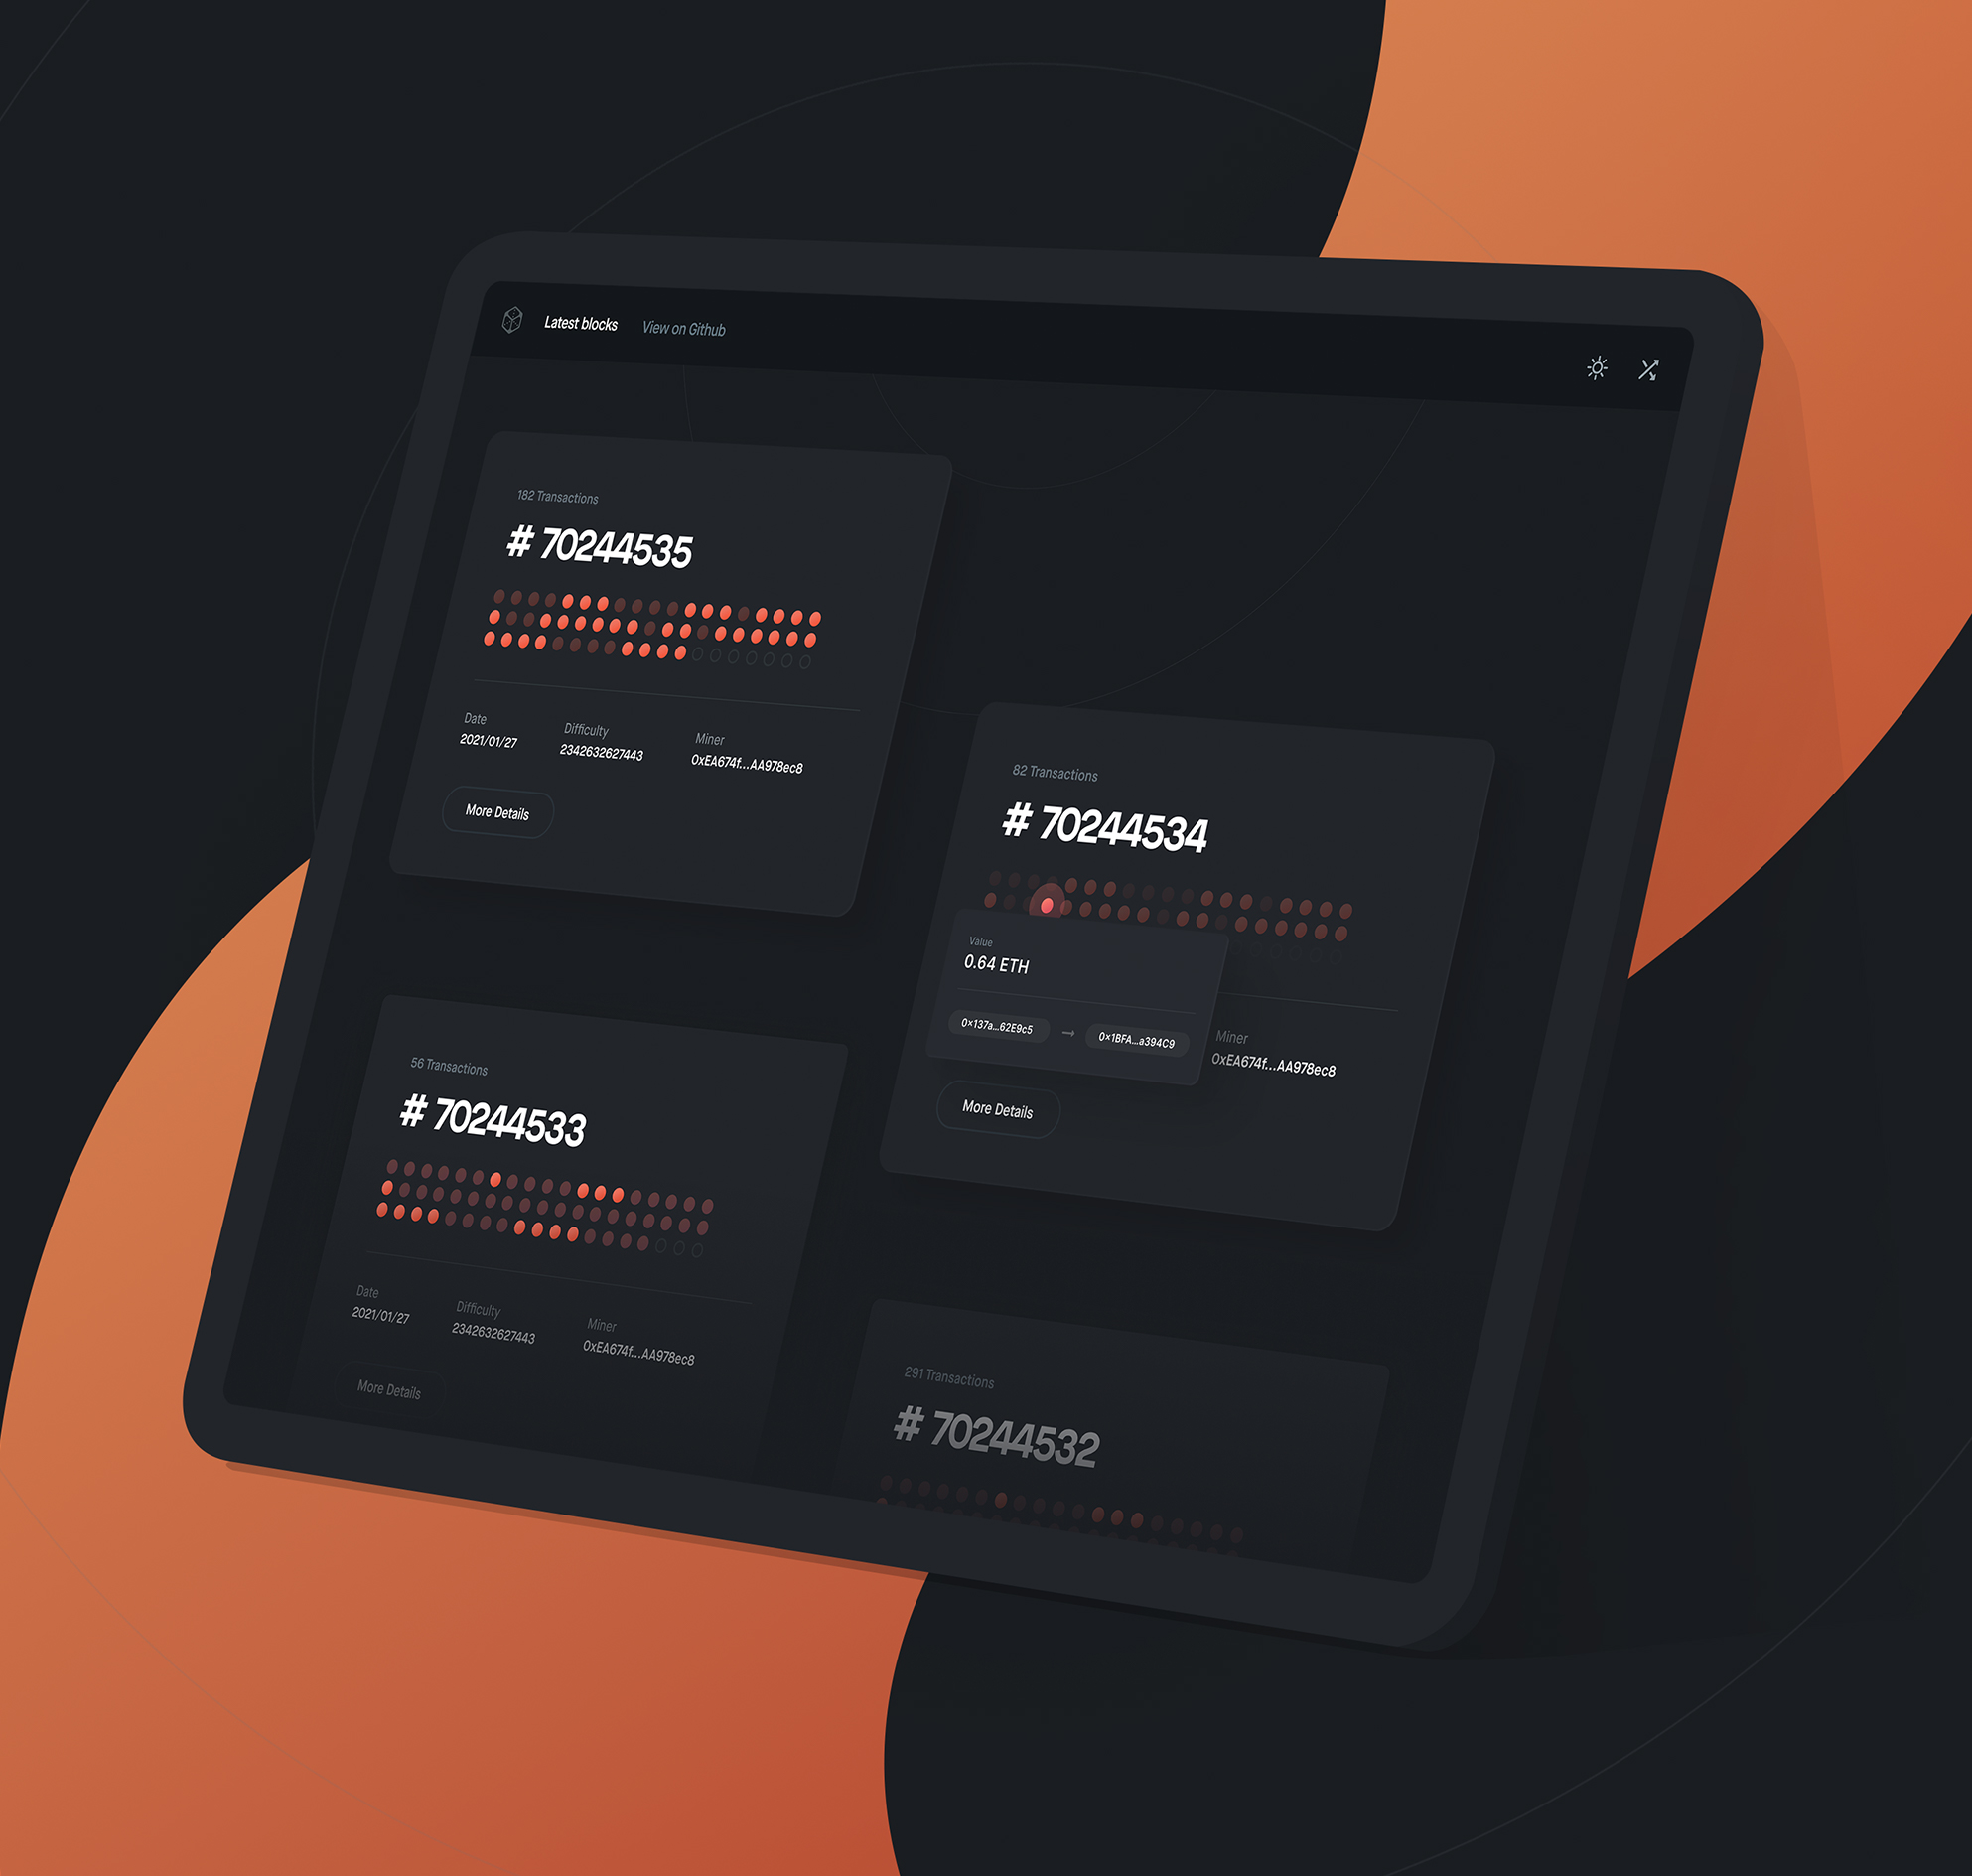 Latest blocks
View on Github
182 Transactions
# 70244535
Date
2021/01/27
Difficulty
2342632627443
Miner
0xEA674f...AA978ec8
More Details
82 Transactions
# 70244534
Value
0.64 ETH
0×137a...62E9c5 → 0×1BFA...a394C9
Miner
0xEA674f...AA978ec8
More Details
56 Transactions
# 70244533
Date
2021/01/27
Difficulty
2342632627443
Miner
0xEA674f...AA978ec8
More Details
291 Transactions
# 70244532